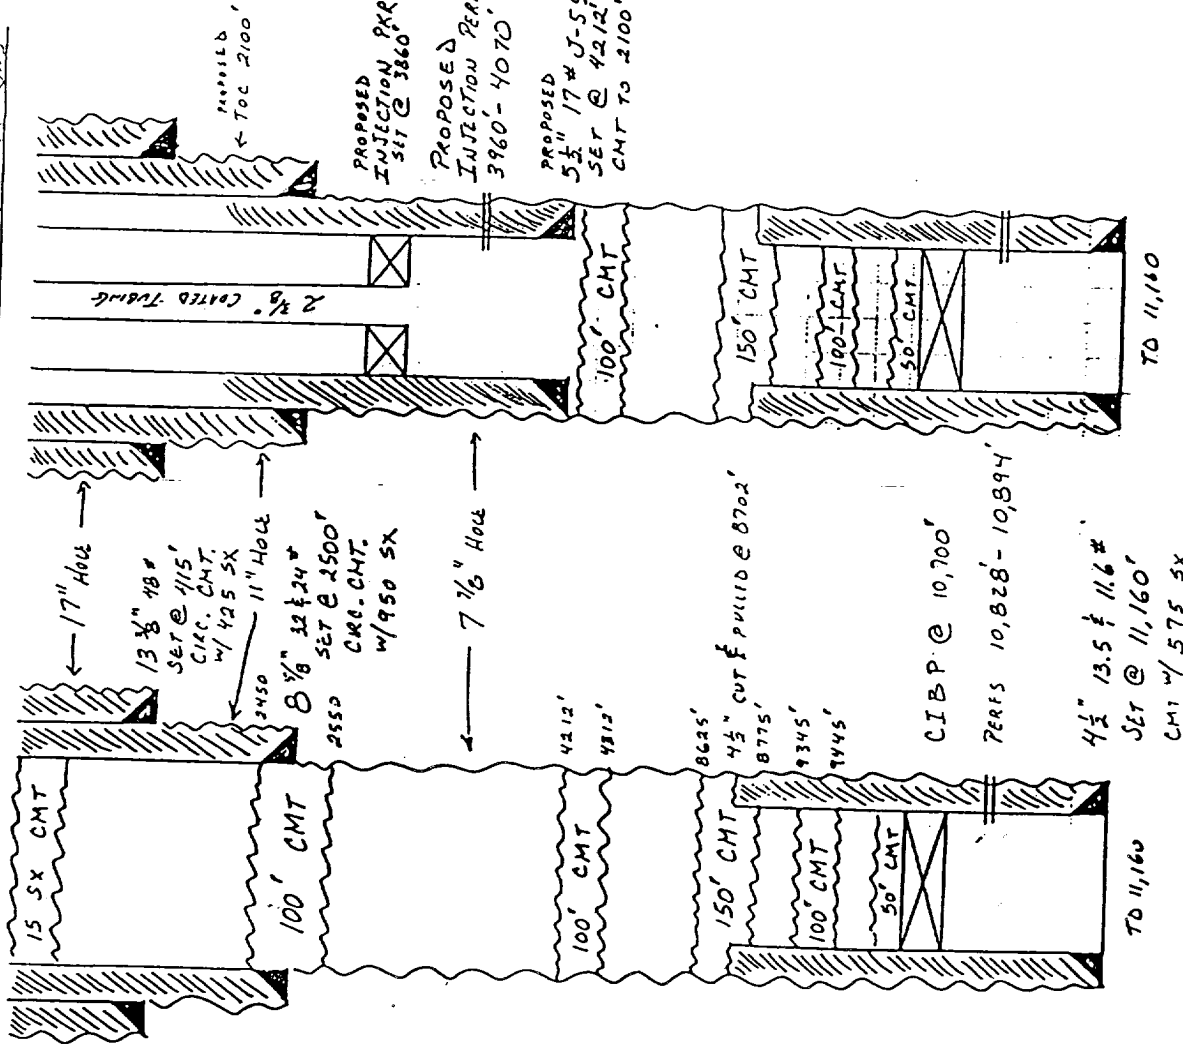 15 SX CMT
← 17" HOLE →
13 3/8" 48#
SET @ 415'
CIRC. CMT.
W/ 425 SX
← 11" HOLE →
2450
8 5/8" 32 & 24#
SET @ 2500'
CIRC. CMT.
W/950 SX
100' CMT
2550
← 7 7/8" HOLE →
4212'
100' CMT
4312'
8625'
4 1/2" CUT & PULLED @ 8702'
150' CMT
8775'
9345'
100' CMT
9445'
50' CMT
CIBP @ 10,700'
PERFS 10,828'- 10,894'
4 1/2" 13.5 & 11.6#
SET @ 11,160'
CMT W/ 575 SX
TD 11,160
PROPOSED
← TOC 2100'
2 3/8" COATED TUBING
PROPOSED
INJECTION PKR
SET @ 3860'
PROPOSED
INJECTION
3960'- 4070'
PROPOSED
5 1/2" 17#
SET @ 4212'
CMT TO 2100'
100' CMT
150' CMT
100' CMT
50' CMT
TD 11,160